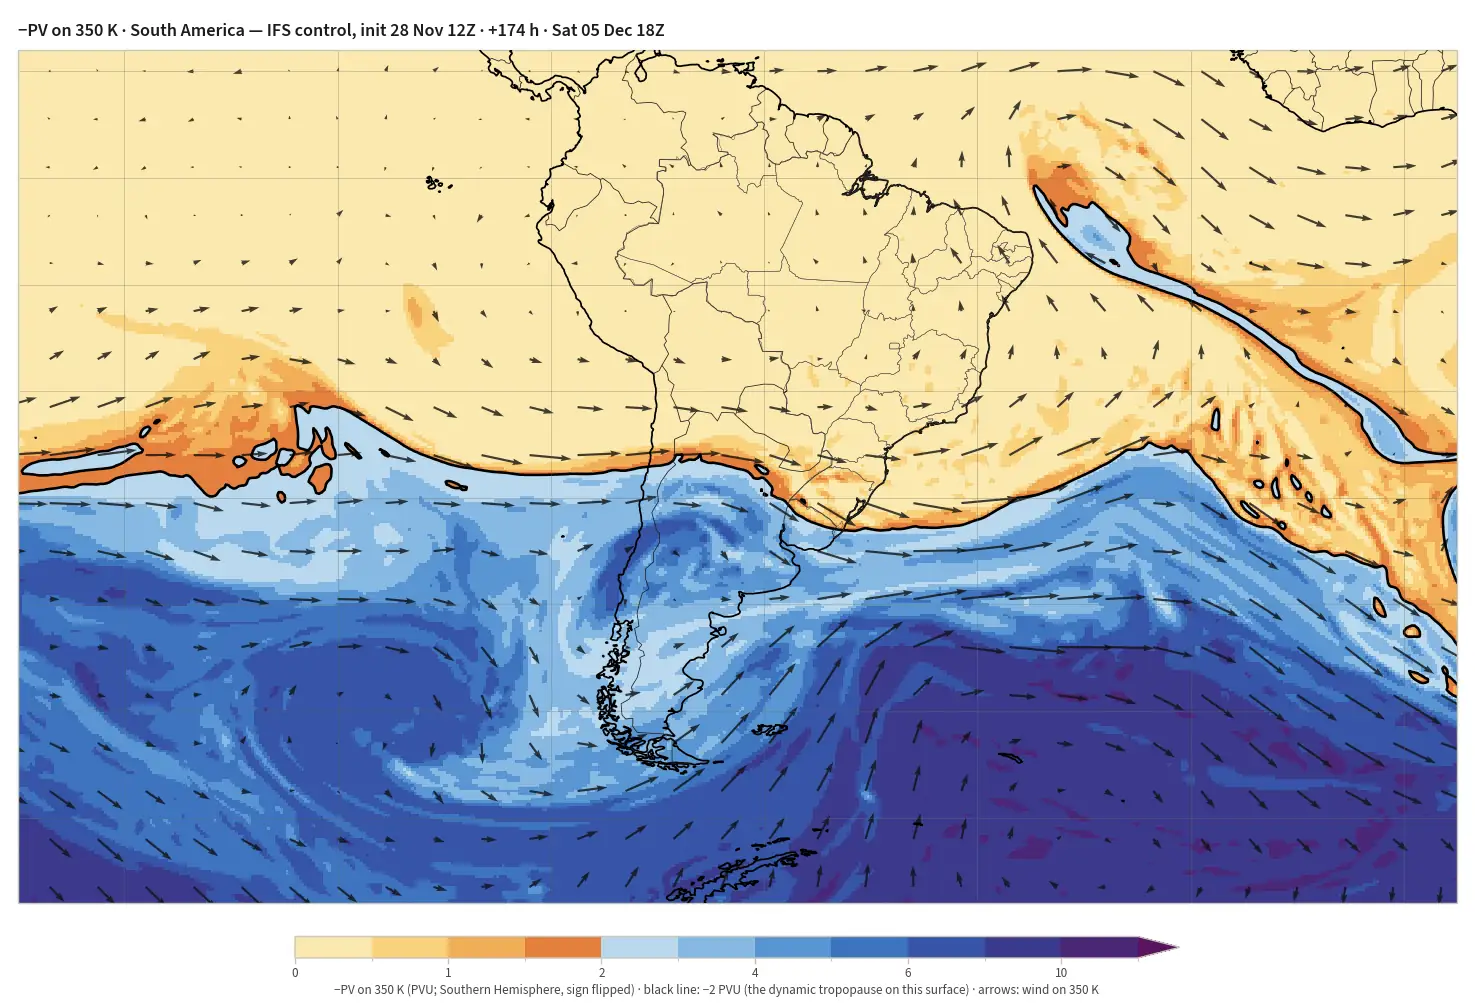 −PV on 350 K · South America — IFS control, init 28 Nov 12Z · +174 h · Sat 05 Dec 18Z
0 1 2 4 6 10
−PV on 350 K (PVU; Southern Hemisphere, sign flipped) · black line: −2 PVU (the dynamic tropopause on this surface) · arrows: wind on 350 K